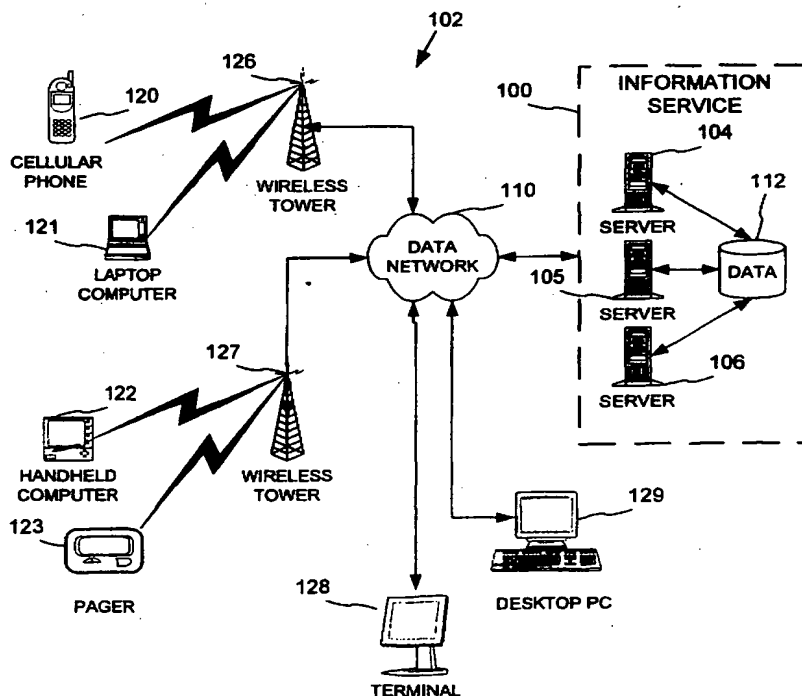 102
126
120
CELLULAR
PHONE
WIRELESS
TOWER
121
LAPTOP
COMPUTER
110
DATA
NETWORK
100
INFORMATION
SERVICE
104
SERVER
112
DATA
105
SERVER
106
SERVER
127
122
HANDHELD
COMPUTER
WIRELESS
TOWER
123
PAGER
129
DESKTOP PC
128
TERMINAL